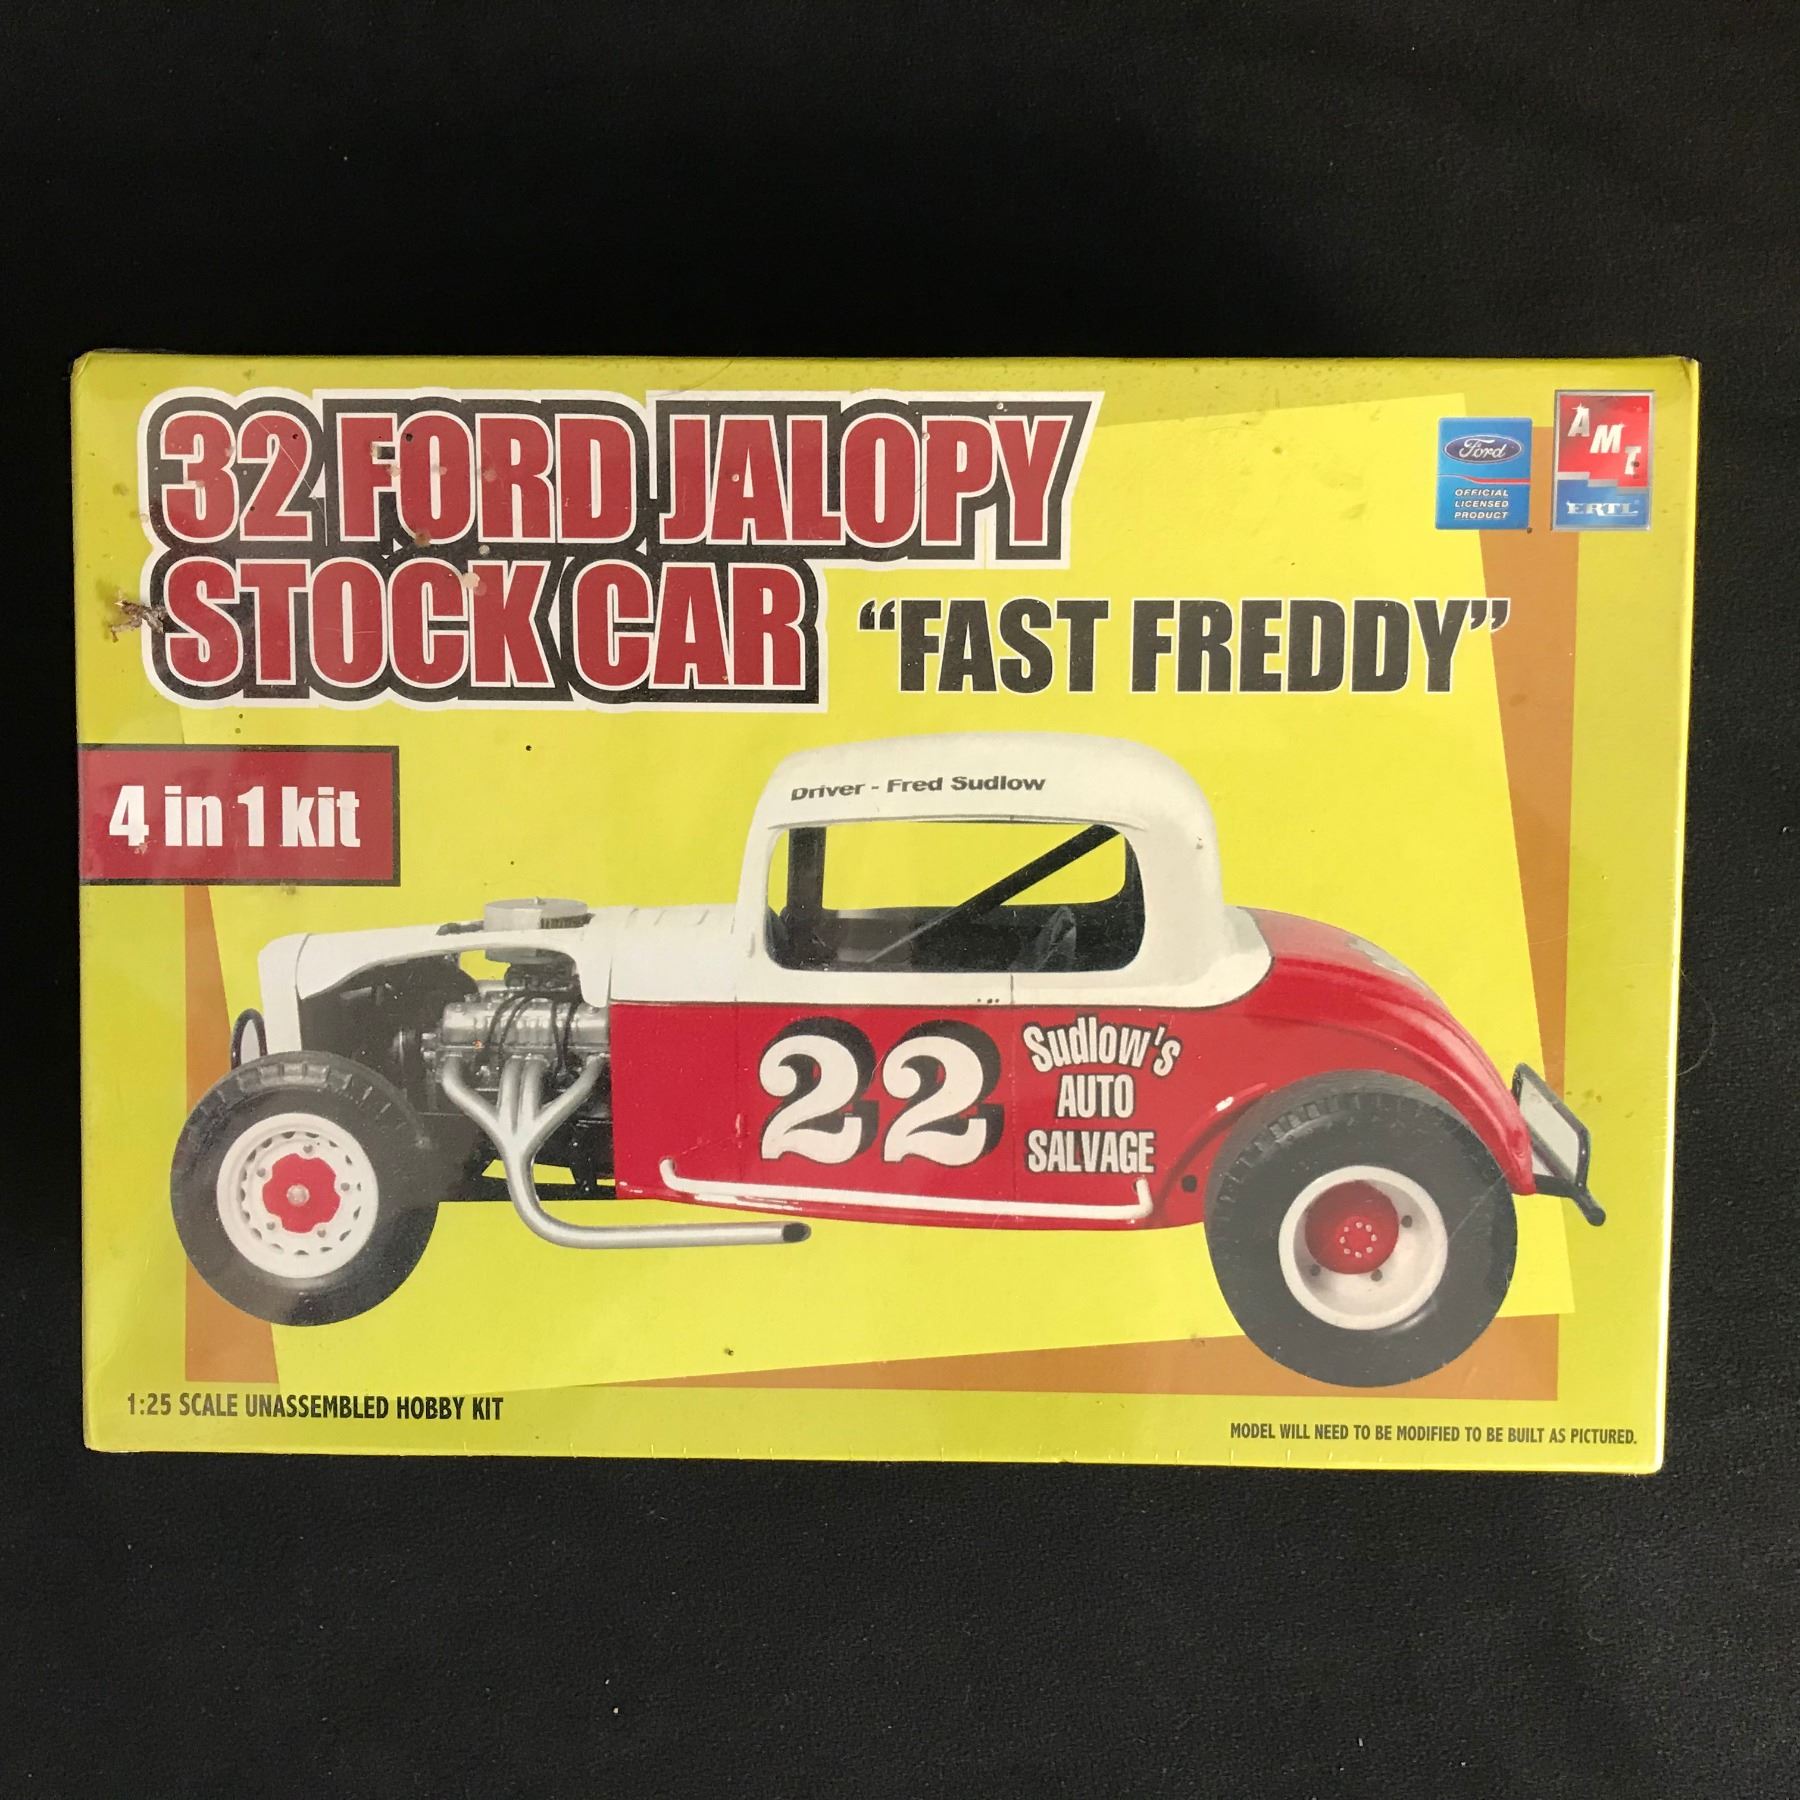 32 FORD JALOPY
STOCK CAR
"FAST FREDDY"
Ford
OFFICIAL
LICENSED
PRODUCT
AMT
ERTL
4 in 1 kit
Driver - Fred Sudlow
22
Sudlow's
AUTO
SALVAGE
1:25 SCALE UNASSEMBLED HOBBY KIT
MODEL WILL NEED TO BE MODIFIED TO BE BUILT AS PICTURED.